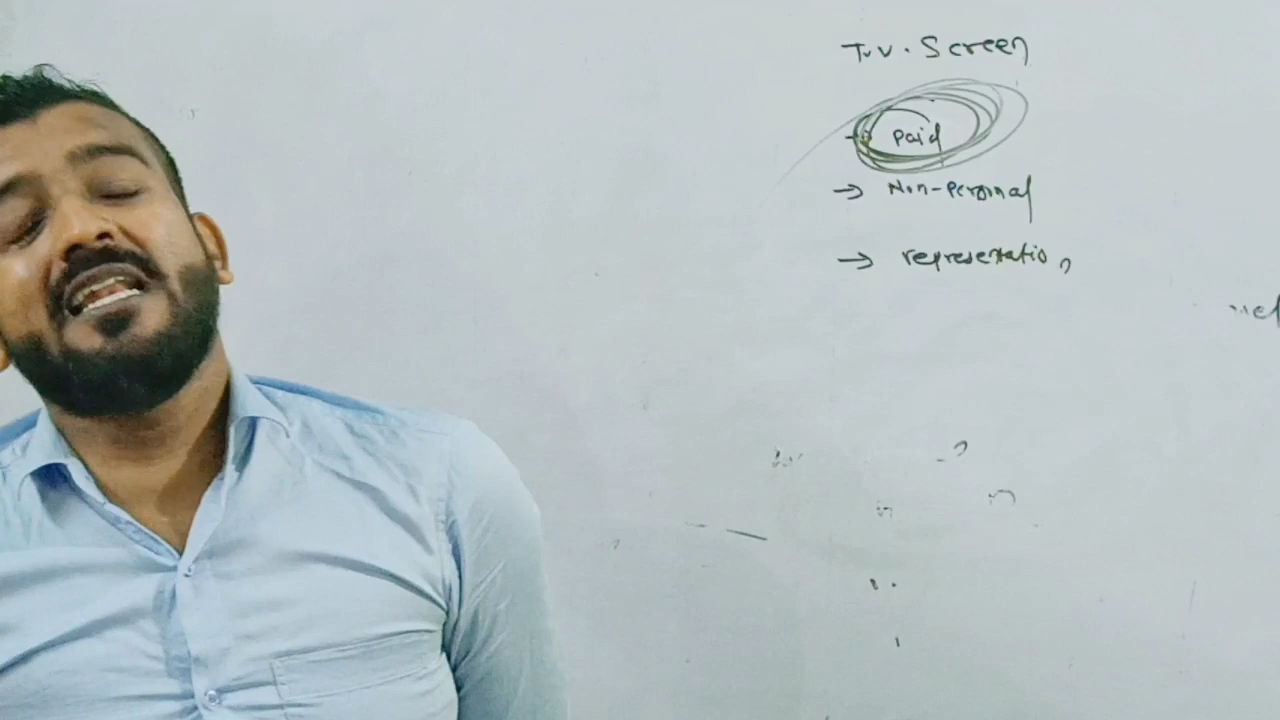 T.V. Screen
→ Paid
→ Non-Personal
→ representation